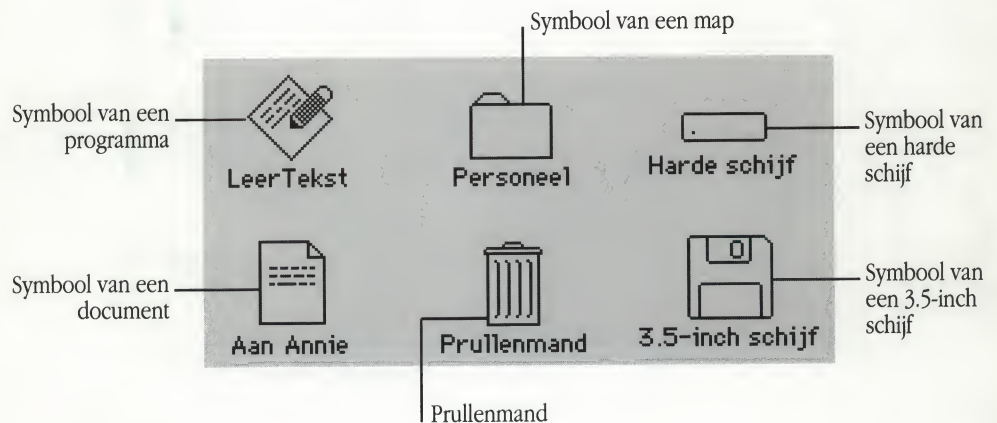 Symbool van een map
Symbool van een
programma
LeerTekst
Personeel
Harde schijf
Symbool van
een harde
schijf
Symbool van een
document
Aan Annie
Prullenmand
3.5-inch schijf
Symbool van
een 3.5-inch
schijf
Prullenmand